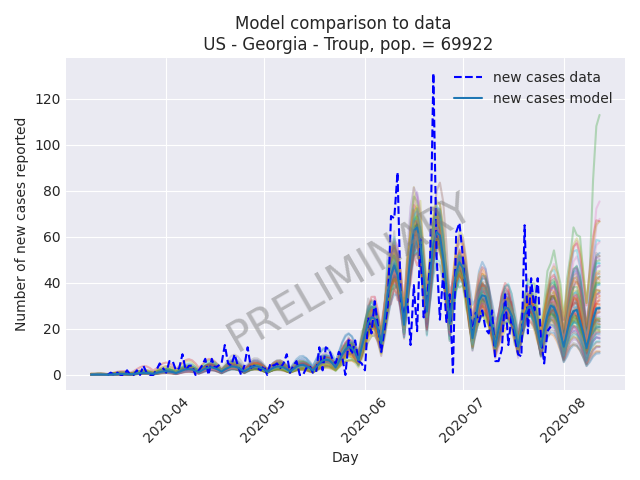 Model comparison to data
US - Georgia - Troup, pop. = 69922
new cases data
new cases model
Number of new cases reported
120
100
80
60
40
20
0
PRELIMINARY
2020-04
2020-05
2020-06
2020-07
2020-08
Day